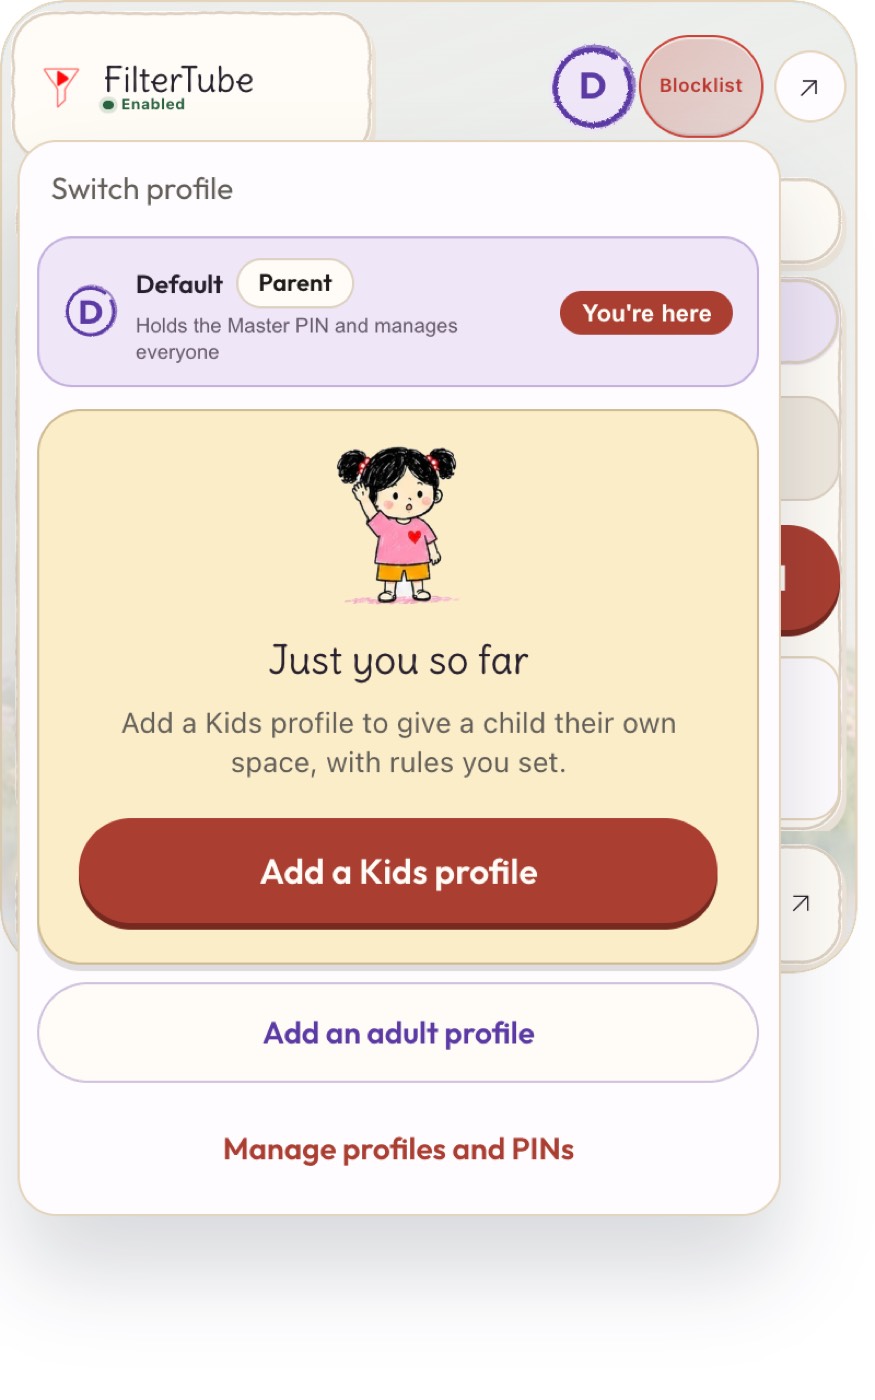 FilterTube
Enabled
D
Blocklist
Switch profile
D
Default
Parent
Holds the Master PIN and manages
everyone
You're here
Just you so far
Add a Kids profile to give a child their own
space, with rules you set.
Add a Kids profile
Add an adult profile
Manage profiles and PINs